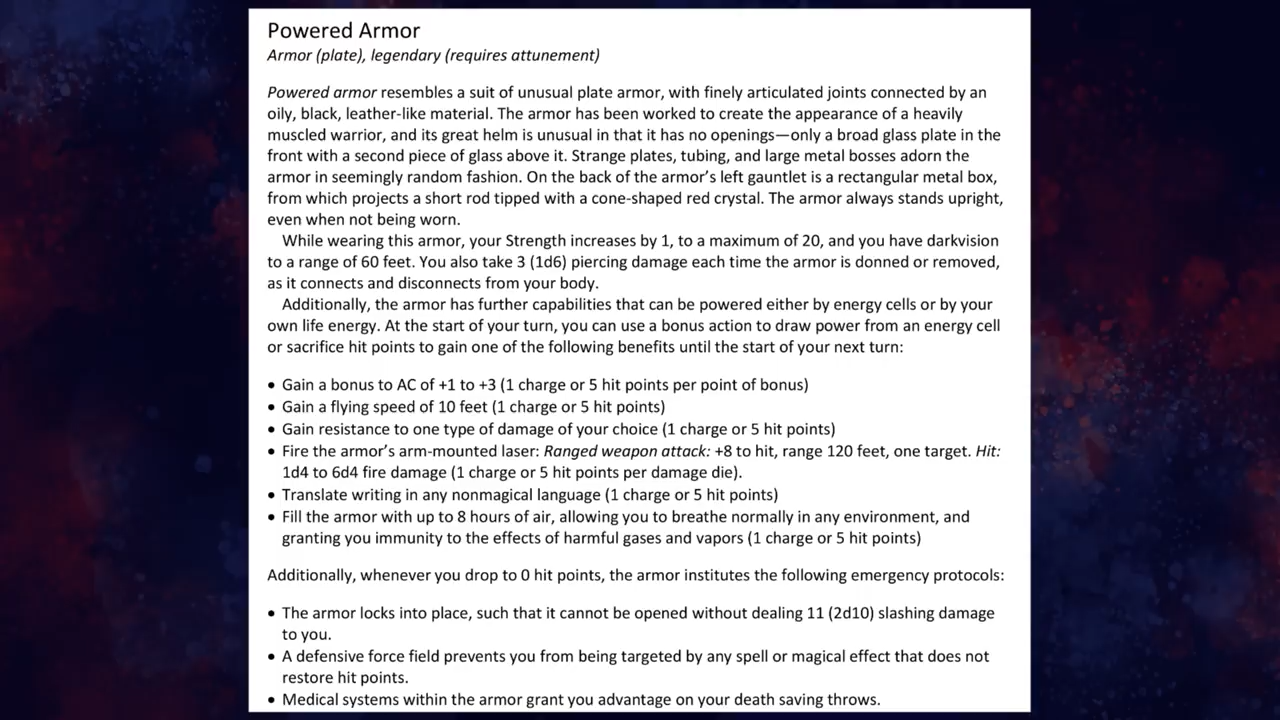 Powered Armor
Armor (plate), legendary (requires attunement)
Powered armor resembles a suit of unusual plate armor, with finely articulated joints connected by an
oily, black, leather-like material. The armor has been worked to create the appearance of a heavily
muscled warrior, and its great helm is unusual in that it has no openings—only a broad glass plate in the
front with a second piece of glass above it. Strange plates, tubing, and large metal bosses adorn the
armor in seemingly random fashion. On the back of the armor’s left gauntlet is a rectangular metal box,
from which projects a short rod tipped with a cone-shaped red crystal. The armor always stands upright,
even when not being worn.
While wearing this armor, your Strength increases by 1, to a maximum of 20, and you have darkvision
to a range of 60 feet. You also take 3 (1d6) piercing damage each time the armor is donned or removed,
as it connects and disconnects from your body.
Additionally, the armor has further capabilities that can be powered either by energy cells or by your
own life energy. At the start of your turn, you can use a bonus action to draw power from an energy cell
or sacrifice hit points to gain one of the following benefits until the start of your next turn:
• Gain a bonus to AC of +1 to +3 (1 charge or 5 hit points per point of bonus)
• Gain a flying speed of 10 feet (1 charge or 5 hit points)
• Gain resistance to one type of damage of your choice (1 charge or 5 hit points)
• Fire the armor’s arm-mounted laser: Ranged weapon attack: +8 to hit, range 120 feet, one target. Hit:
1d4 to 6d4 fire damage (1 charge or 5 hit points per damage die).
• Translate writing in any nonmagical language (1 charge or 5 hit points)
• Fill the armor with up to 8 hours of air, allowing you to breathe normally in any environment, and
granting you immunity to the effects of harmful gases and vapors (1 charge or 5 hit points)
Additionally, whenever you drop to 0 hit points, the armor institutes the following emergency protocols:
• The armor locks into place, such that it cannot be opened without dealing 11 (2d10) slashing damage
to you.
• A defensive force field prevents you from being targeted by any spell or magical effect that does not
restore hit points.
• Medical systems within the armor grant you advantage on your death saving throws.